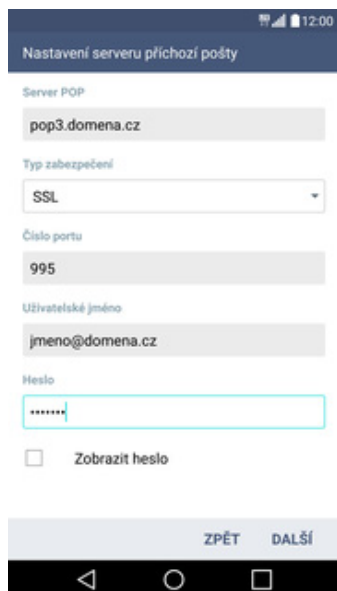 12:00
Nastavení serveru příchozí pošty
Server POP
pop3.domena.cz
Typ zabezpečení
SSL
Číslo portu
995
Uživatelské jméno
jmeno@domena.cz
Heslo
•••••••
Zobrazit heslo
ZPĚT DALŠÍ